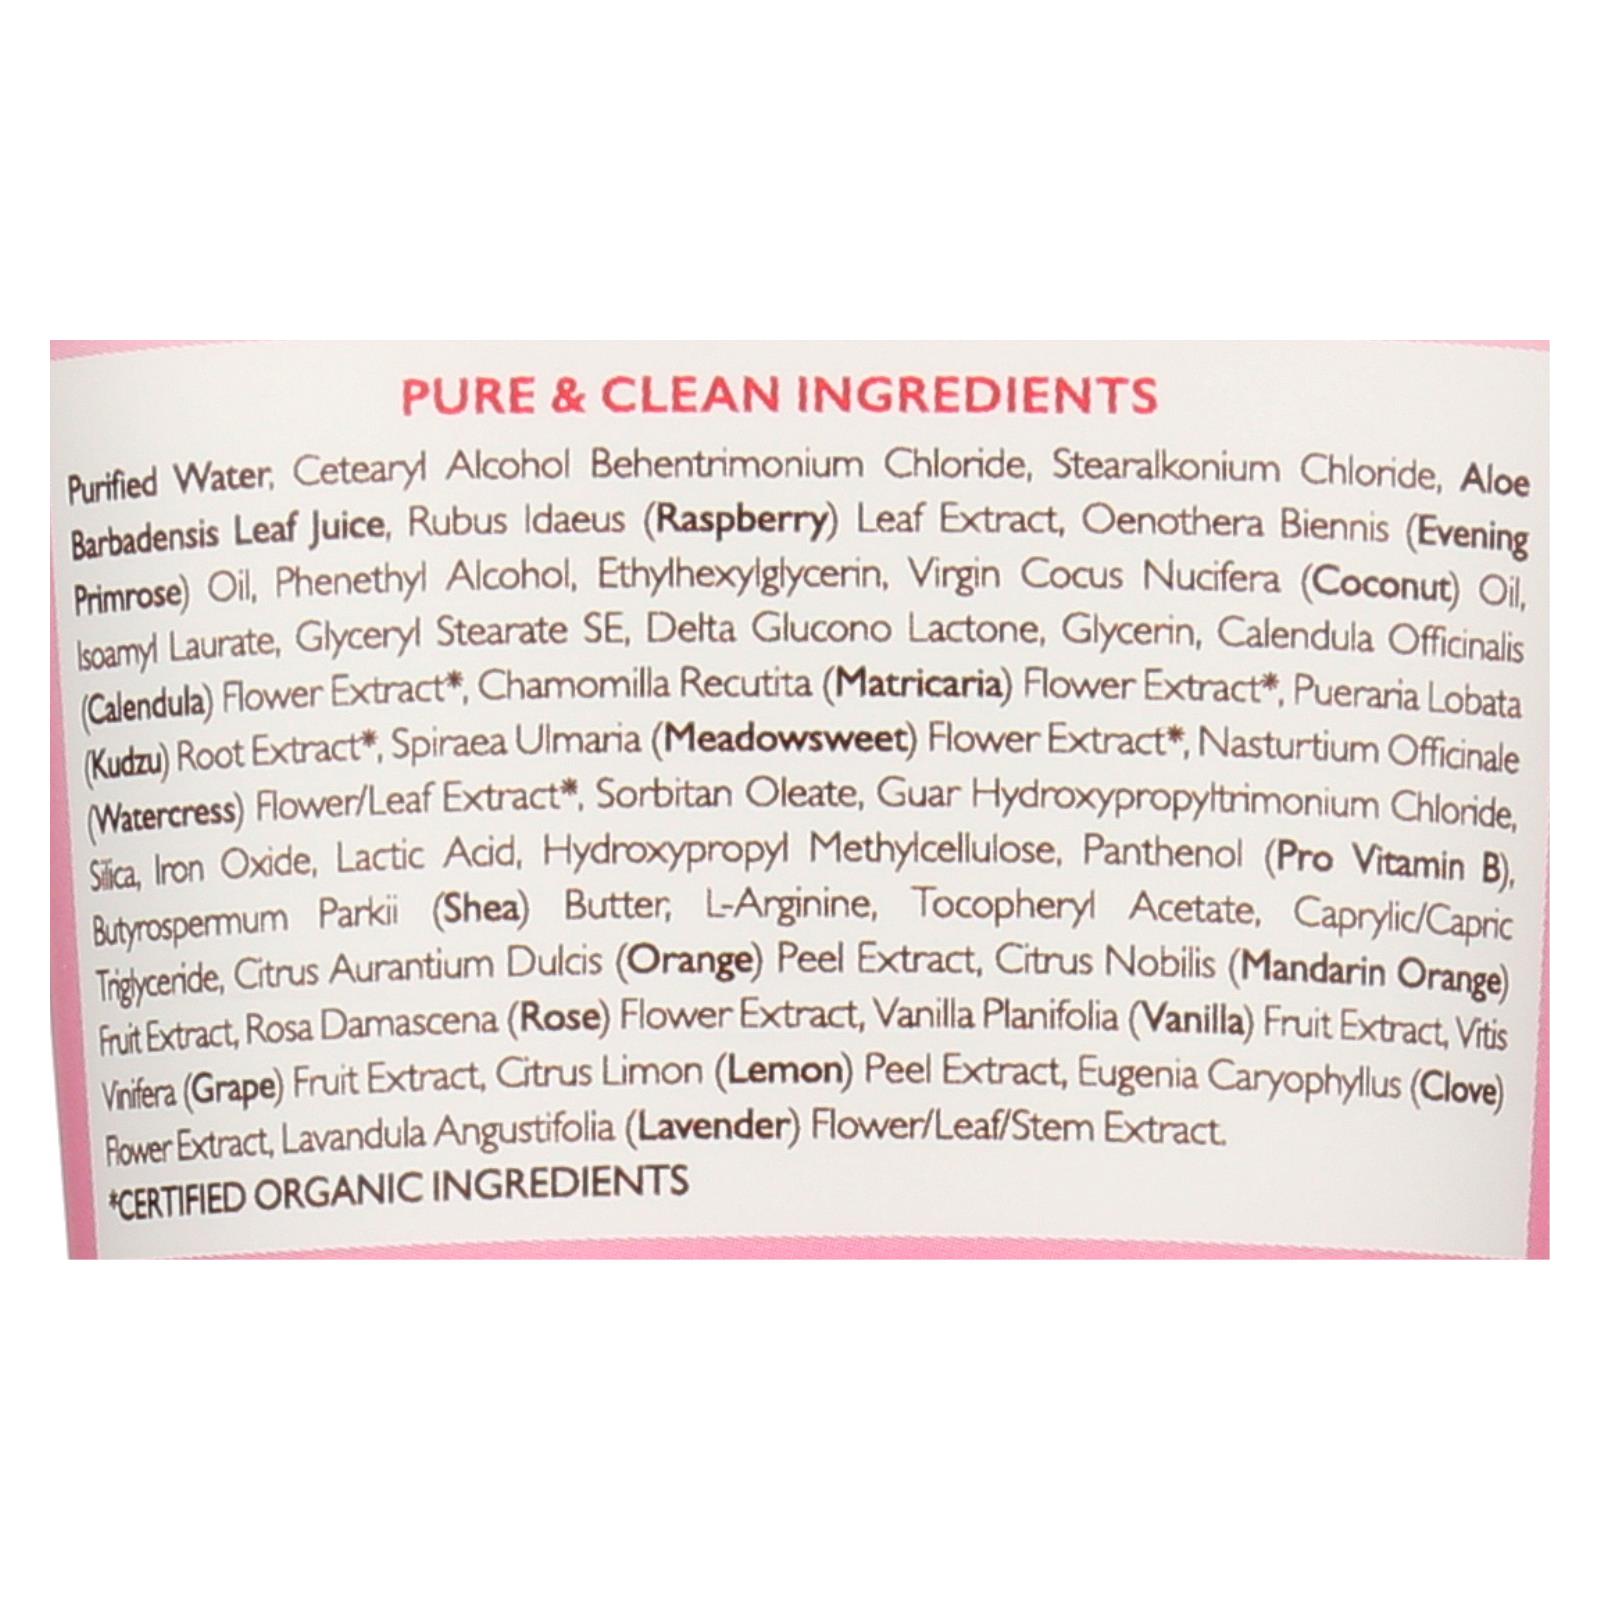 PURE & CLEAN INGREDIENTS
Purified Water, Cetearyl Alcohol Behentrimonium Chloride, Stearalkonium Chloride, Aloe
Barbadensis Leaf Juice, Rubus Idaeus (Raspberry) Leaf Extract, Oenothera Biennis (Evening
Primrose) Oil, Phenethyl Alcohol, Ethylhexylglycerin, Virgin Cocus Nucifera (Coconut) Oil,
Isoamyl Laurate, Glyceryl Stearate SE, Delta Glucono Lactone, Glycerin, Calendula Officinalis
(Calendula) Flower Extract*, Chamomilla Recutita (Matricaria) Flower Extract*, Pueraria Lobata
(Kudzu) Root Extract*, Spiraea Ulmaria (Meadowsweet) Flower Extract*, Nasturtium Officinale
(Watercress) Flower/Leaf Extract*, Sorbitan Oleate, Guar Hydroxypropyltrimonium Chloride,
Silica, Iron Oxide, Lactic Acid, Hydroxypropyl Methylcellulose, Panthenol (Pro Vitamin B),
Butyrospermum Parkii (Shea) Butter, L-Arginine, Tocopheryl Acetate, Caprylic/Capric
Triglyceride, Citrus Aurantium Dulcis (Orange) Peel Extract, Citrus Nobilis (Mandarin Orange)
Fruit Extract, Rosa Damascena (Rose) Flower Extract, Vanilla Planifolia (Vanilla) Fruit Extract, Vitis
Vinifera (Grape) Fruit Extract, Citrus Limon (Lemon) Peel Extract, Eugenia Caryophyllus (Clove)
Flower Extract, Lavandula Angustifolia (Lavender) Flower/Leaf/Stem Extract.
*CERTIFIED ORGANIC INGREDIENTS